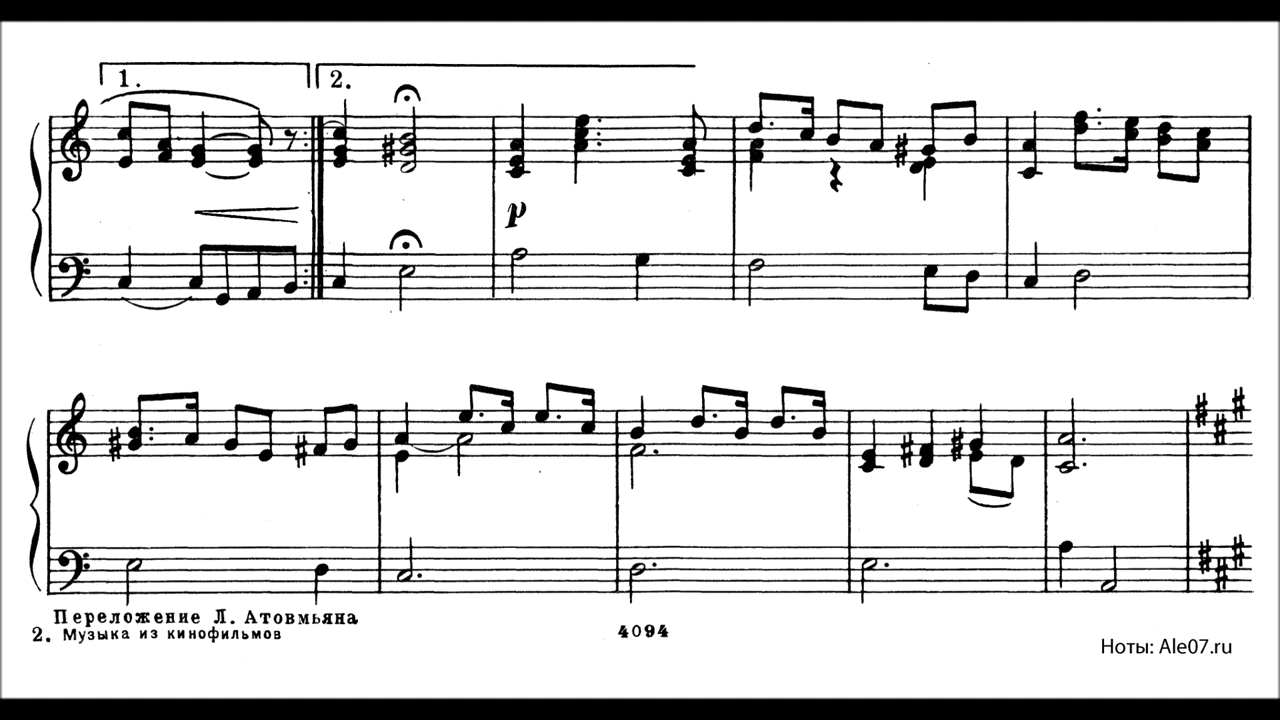 1.
2.
p
Переложение Л. Атовмьяна
2. Музыка из кинофильмов
4094
Ноты: Ale07.ru